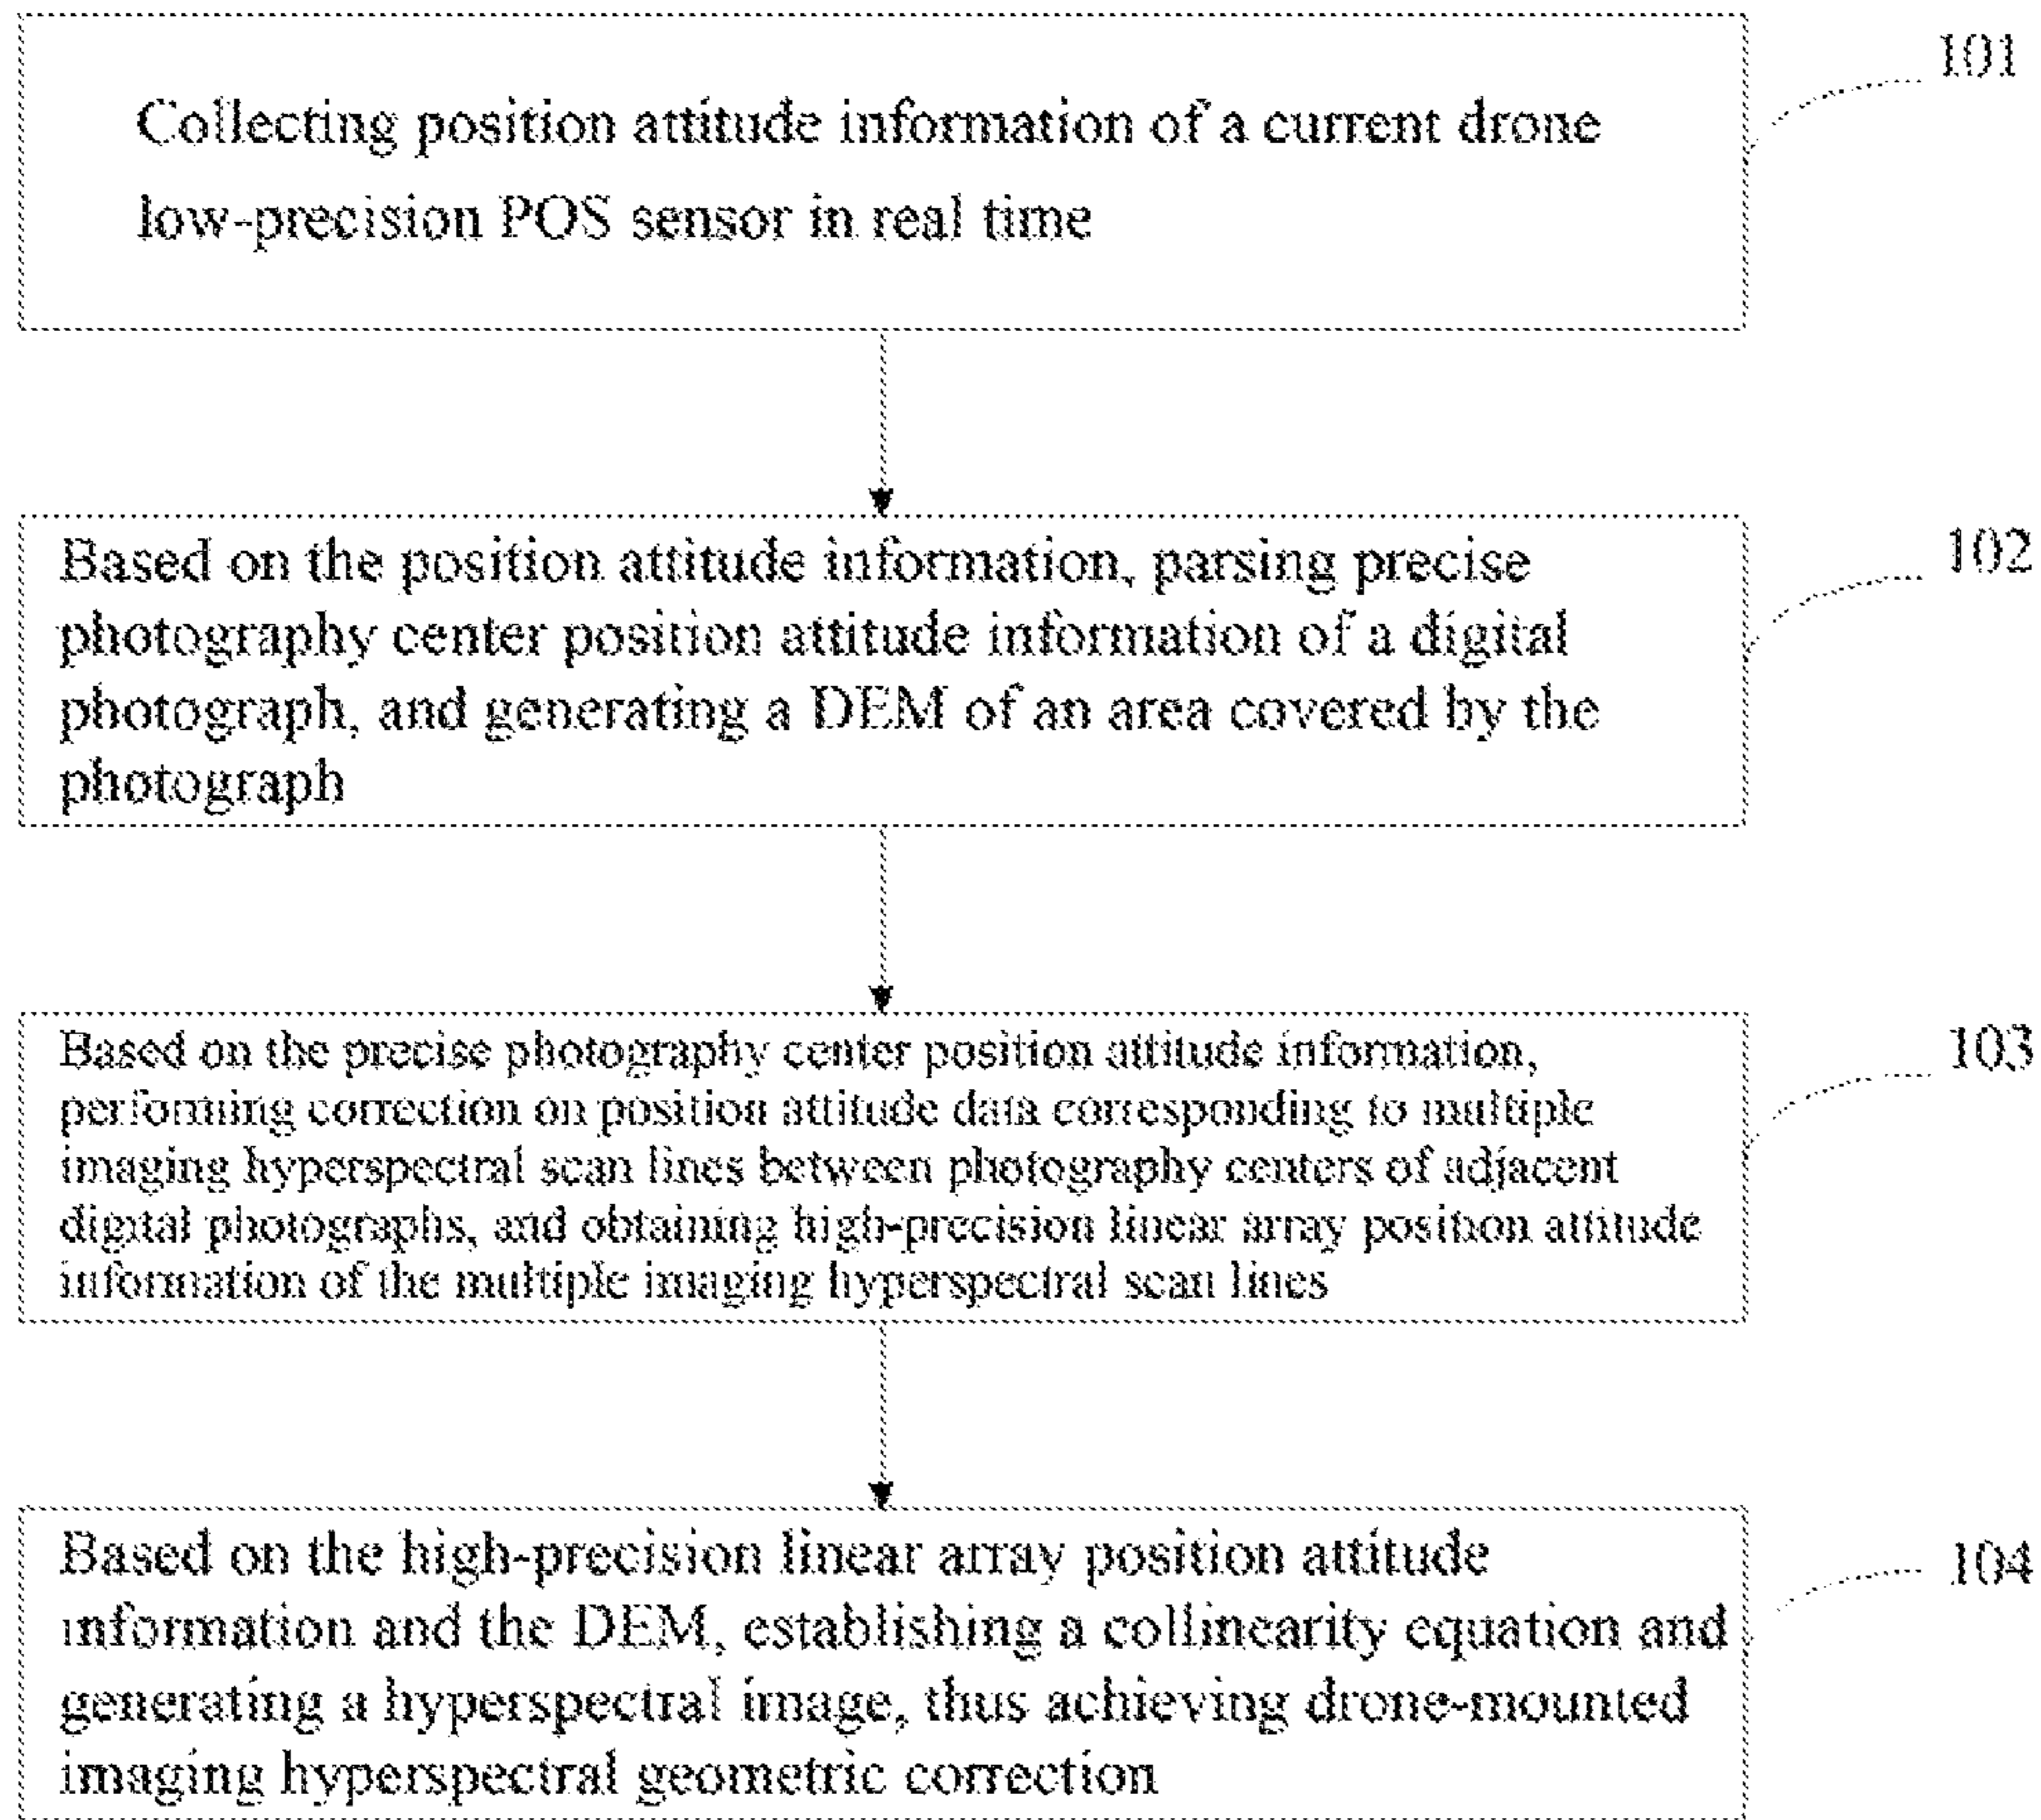 Collecting position attitude information of a current drone
low-precision POS sensor in real time
101
Based on the position attitude information, parsing precise
photography center position attitude information of a digital
photograph, and generating a DEM of an area covered by the
photograph
102
Based on the precise photography center position attitude information,
performing correction on position attitude data corresponding to multiple
imaging hyperspectral scan lines between photography centers of adjacent
digital photographs, and obtaining high-precision linear array position attitude
information of the multiple imaging hyperspectral scan lines
103
Based on the high-precision linear array position attitude
information and the DEM, establishing a collinearity equation and
generating a hyperspectral image, thus achieving drone-mounted
imaging hyperspectral geometric correction
104